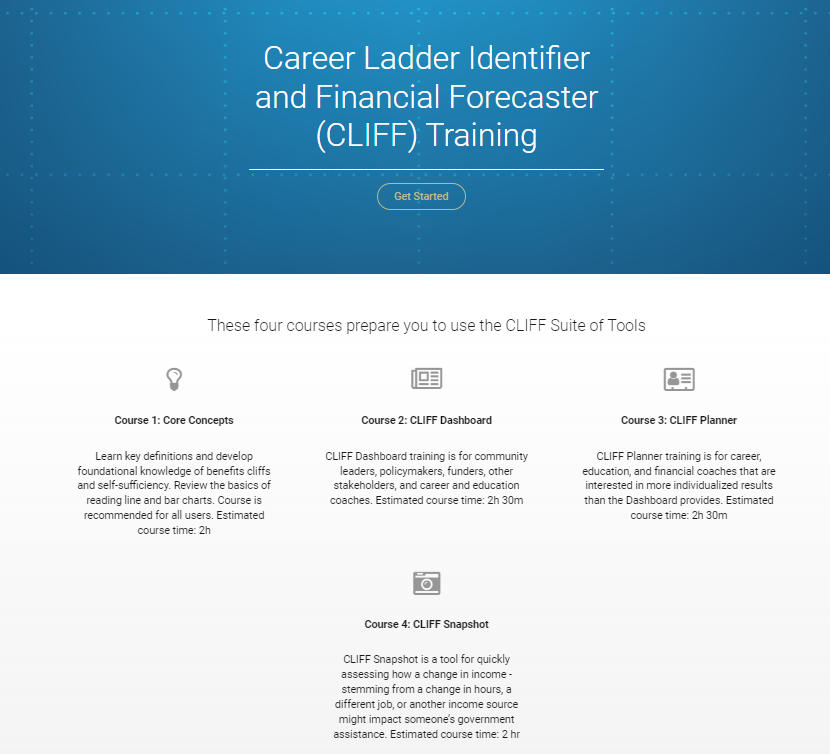 Career Ladder Identifier
and Financial Forecaster
(CLIFF) Training
Get Started
These four courses prepare you to use the CLIFF Suite of Tools
Course 1: Core Concepts
Learn key definitions and develop
foundational knowledge of benefits cliffs
and self-sufficiency. Review the basics of
reading line and bar charts. Course is
recommended for all users. Estimated
course time: 2h
Course 2: CLIFF Dashboard
CLIFF Dashboard training is for community
leaders, policymakers, funders, other
stakeholders, and career and education
coaches. Estimated course time: 2h 30m
Course 3: CLIFF Planner
CLIFF Planner training is for career,
education, and financial coaches that are
interested in more individualized results
than the Dashboard provides. Estimated
course time: 2h 30m
Course 4: CLIFF Snapshot
CLIFF Snapshot is a tool for quickly
assessing how a change in income -
stemming from a change in hours, a
different job, or another income source
might impact someone's government
assistance. Estimated course time: 2 hr